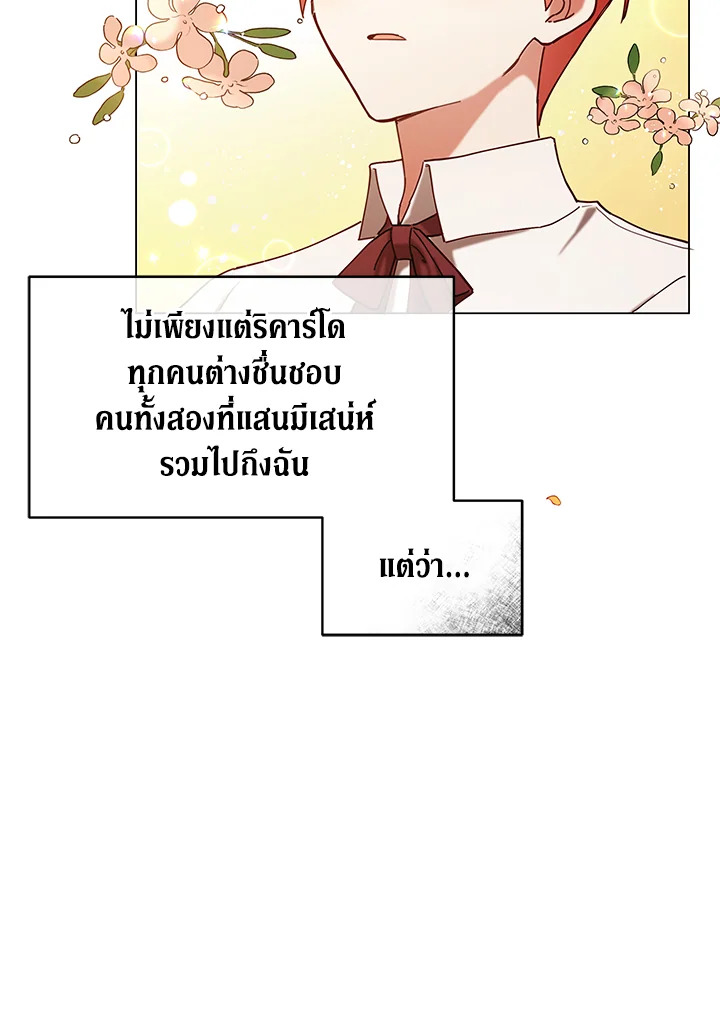 ไม่เพียงแต่ริคาร์โด
ทุกคนต่างชื่นชอบ
คนทั้งสองที่แสนมีเสน่ห์
รวมไปถึงฉัน
แต่ว่า...